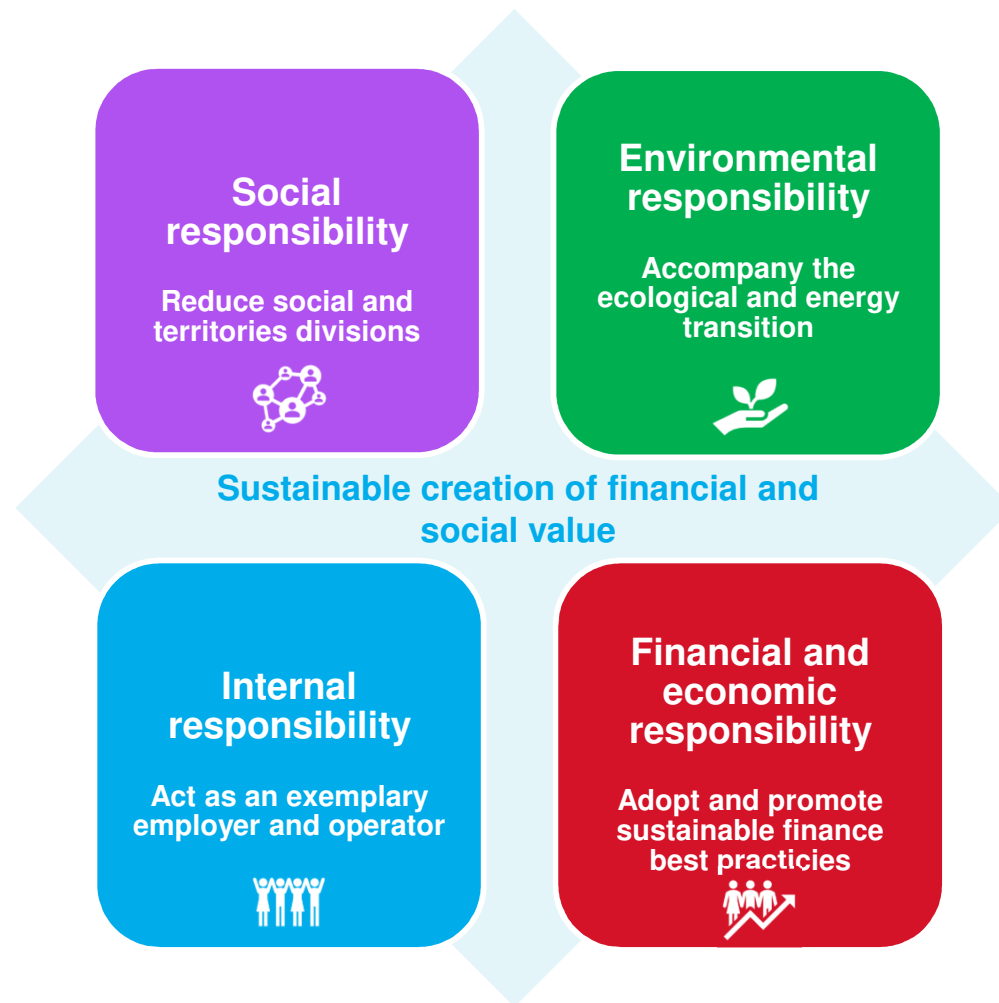 Social
responsibility
Reduce social and
territories divisions
Environmental
responsibility
Accompany the
ecological and energy
transition
Sustainable creation of financial and
social value
Internal
responsibility
Act as an exemplary
employer and operator
Financial and
economic
responsibility
Adopt and promote
sustainable finance
best practicies